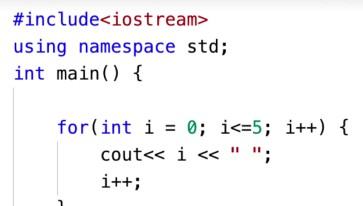 #include<iostream>
using namespace std;
int main() {
for(int i = 0; i<=5; i++) {
cout<< i << " ";
i++;
}